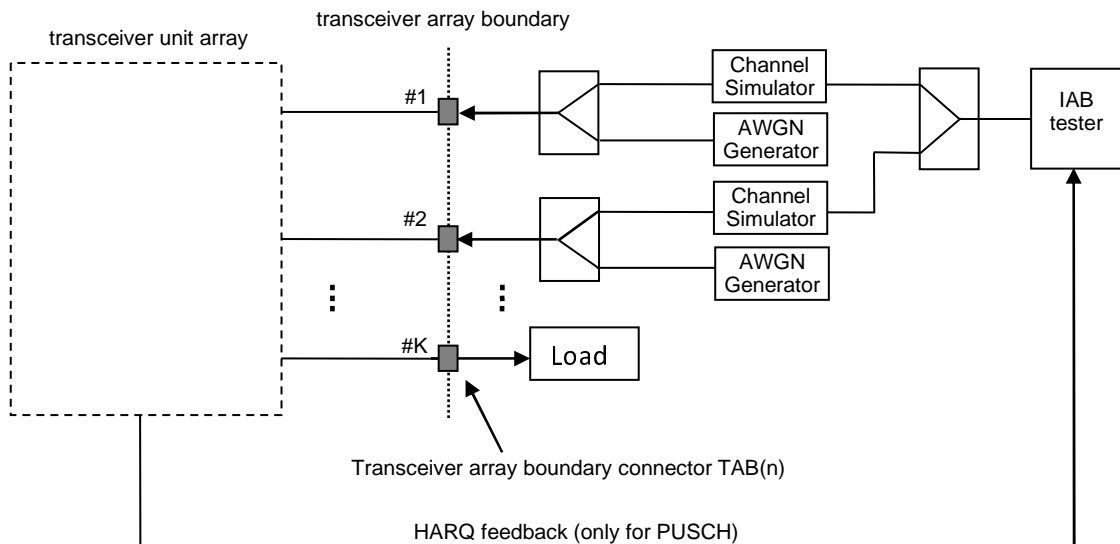 transceiver array boundary
transceiver unit array
#1
Channel
Simulator
AWGN
Generator
IAB
tester
#2
Channel
Simulator
AWGN
Generator
#K
Load
Transceiver array boundary connector TAB(n)
HARQ feedback (only for PUSCH)